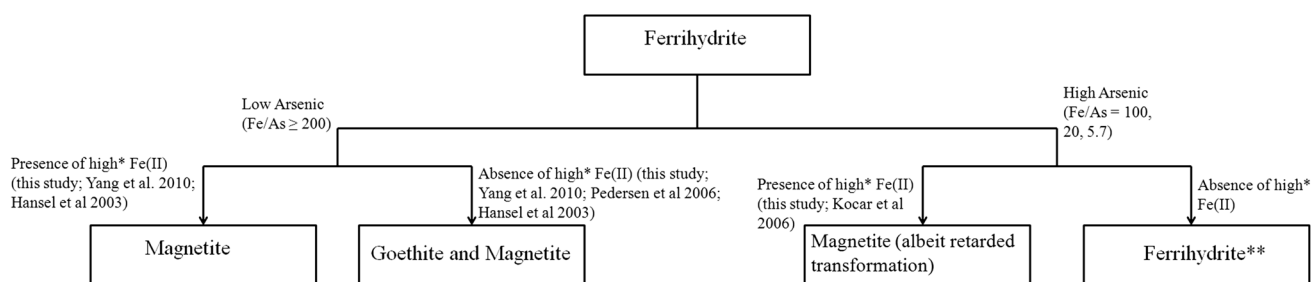 Ferrihydrite
Low Arsenic
(Fe/As ≥ 200)
High Arsenic
(Fe/As = 100,
20, 5.7)
Presence of high* Fe(II)
(this study; Yang et al. 2010;
Hansel et al 2003)
Absence of high* Fe(II) (this study;
Yang et al. 2010; Pedersen et al 2006;
Hansel et al 2003)
Presence of high* Fe(II)
(this study; Kocar et al
2006)
Absence of high*
Fe(II)
Magnetite
Goethite and Magnetite
Magnetite (albeit retarded
transformation)
Ferrihydrite**